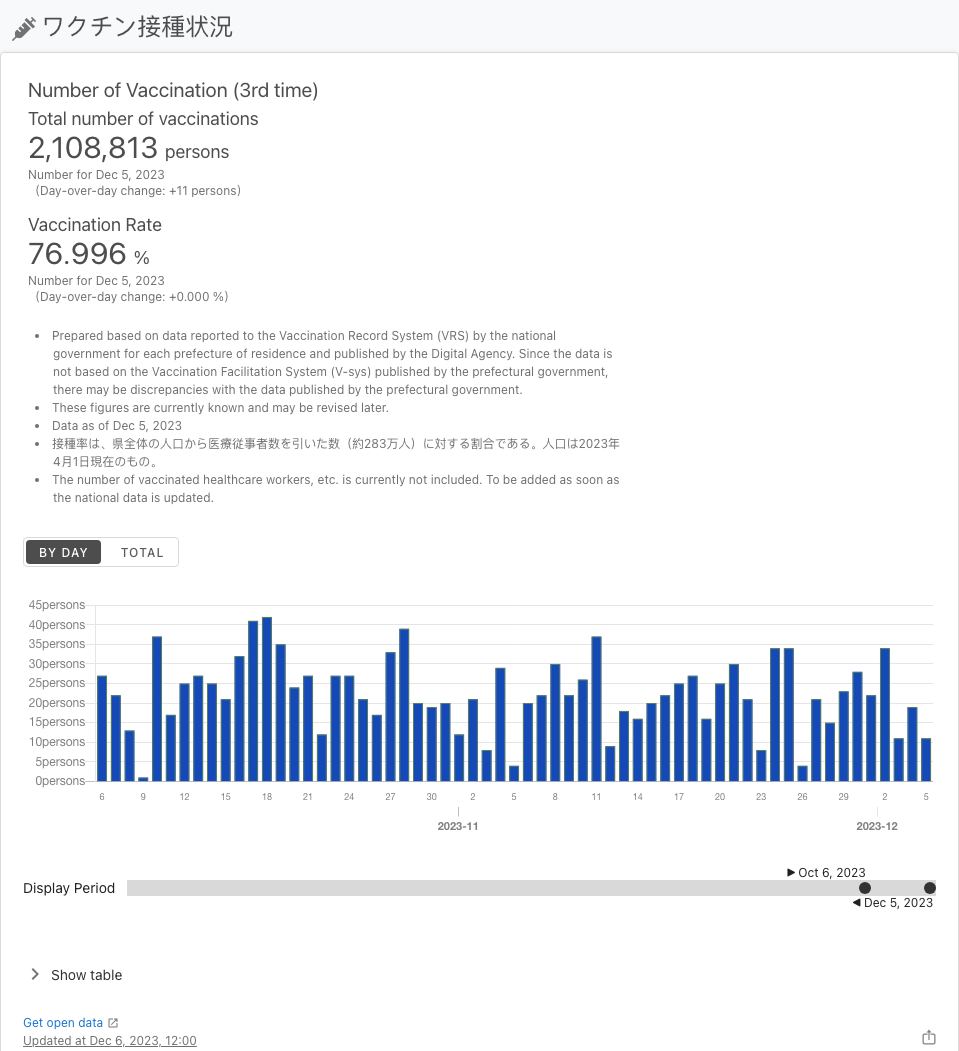 ワクチン接種状況
Number of Vaccination (3rd time)
Total number of vaccinations
2,108,813 persons
Number for Dec 5, 2023
(Day-over-day change: +11 persons)
Vaccination Rate
76.996 %
Number for Dec 5, 2023
(Day-over-day change: +0.000 %)
• Prepared based on data reported to the Vaccination Record System (VRS) by the national
government for each prefecture of residence and published by the Digital Agency. Since the data is
not based on the Vaccination Facilitation System (V-sys) published by the prefectural government,
there may be discrepancies with the data published by the prefectural government.
• These figures are currently known and may be revised later.
• Data as of Dec 5, 2023
• 接種率は、県全体の人口から医療従事者数を引いた数（約283万人）に対する割合である。人口は2023年
4月1日現在のもの。
• The number of vaccinated healthcare workers, etc. is currently not included. To be added as soon as
the national data is updated.
BY DAY TOTAL
45persons
40persons
35persons
30persons
25persons
20persons
15persons
10persons
5persons
0persons
6 9 12 15 18 21 24 27 30 2 5 8 11 14 17 20 23 26 29 2 5
2023-11 2023-12
Oct 6, 2023
Display Period
Dec 5, 2023
Show table
Get open data
Updated at Dec 6, 2023, 12:00